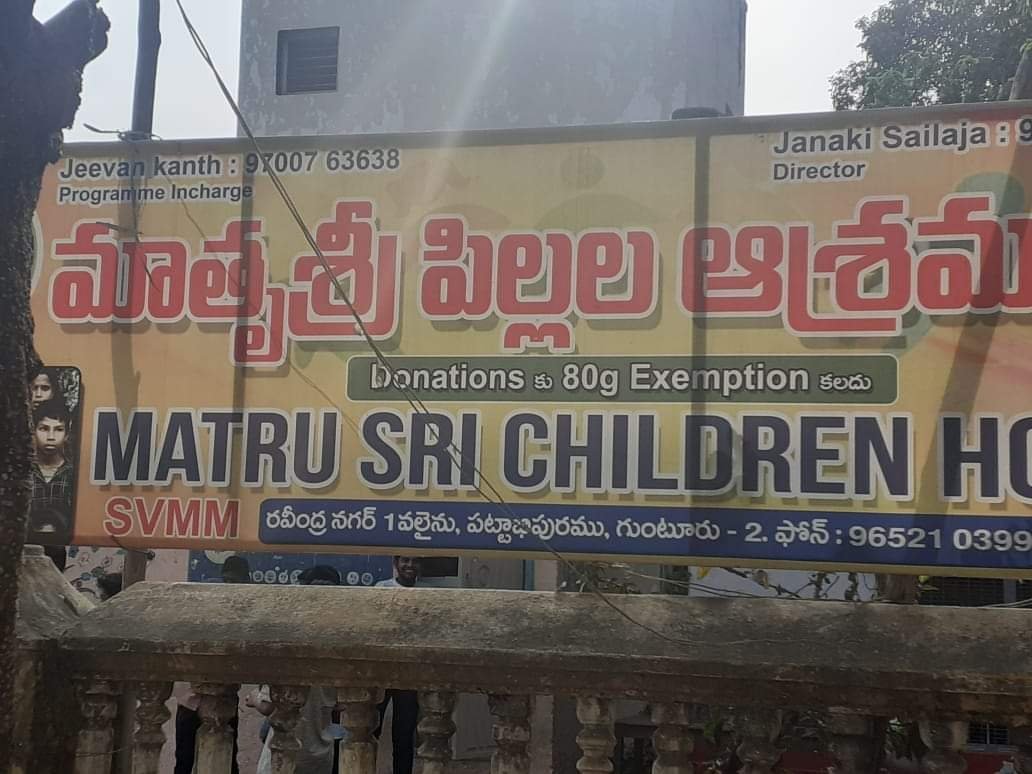 Jeevan kanth : 97007 63638
Programme Incharge
Janaki Sailaja : 9
Director
మాతృశ్రీ పిల్లల ఆశ్రమ
Donations కు 80g Exemption కలదు
MATRU SRI CHILDREN HO
SVMM
రవీంద్ర నగర్ 1వలైను, పట్టాభిపురము, గుంటూరు - 2. ఫోన్ : 96521 0399